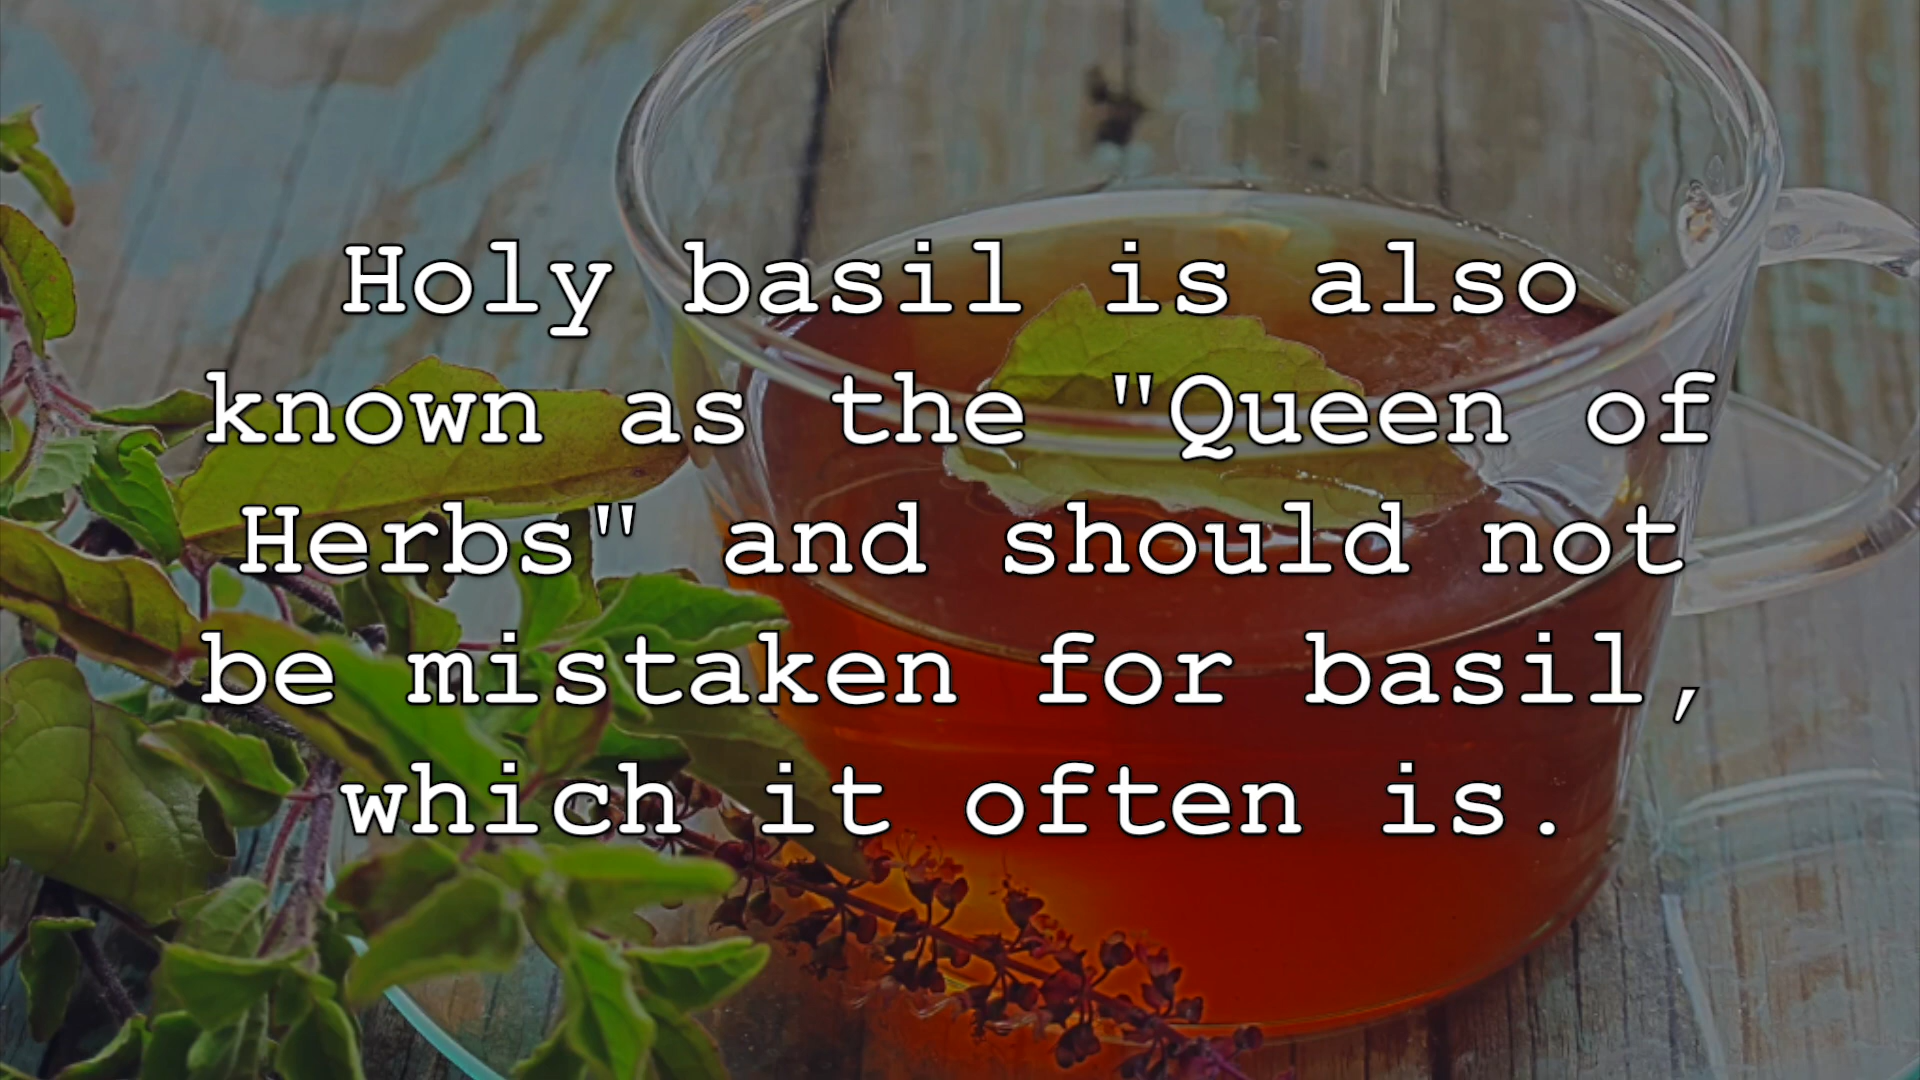 Holy basil is also
known as the "Queen of
Herbs" and should not
be mistaken for basil,
which it often is.